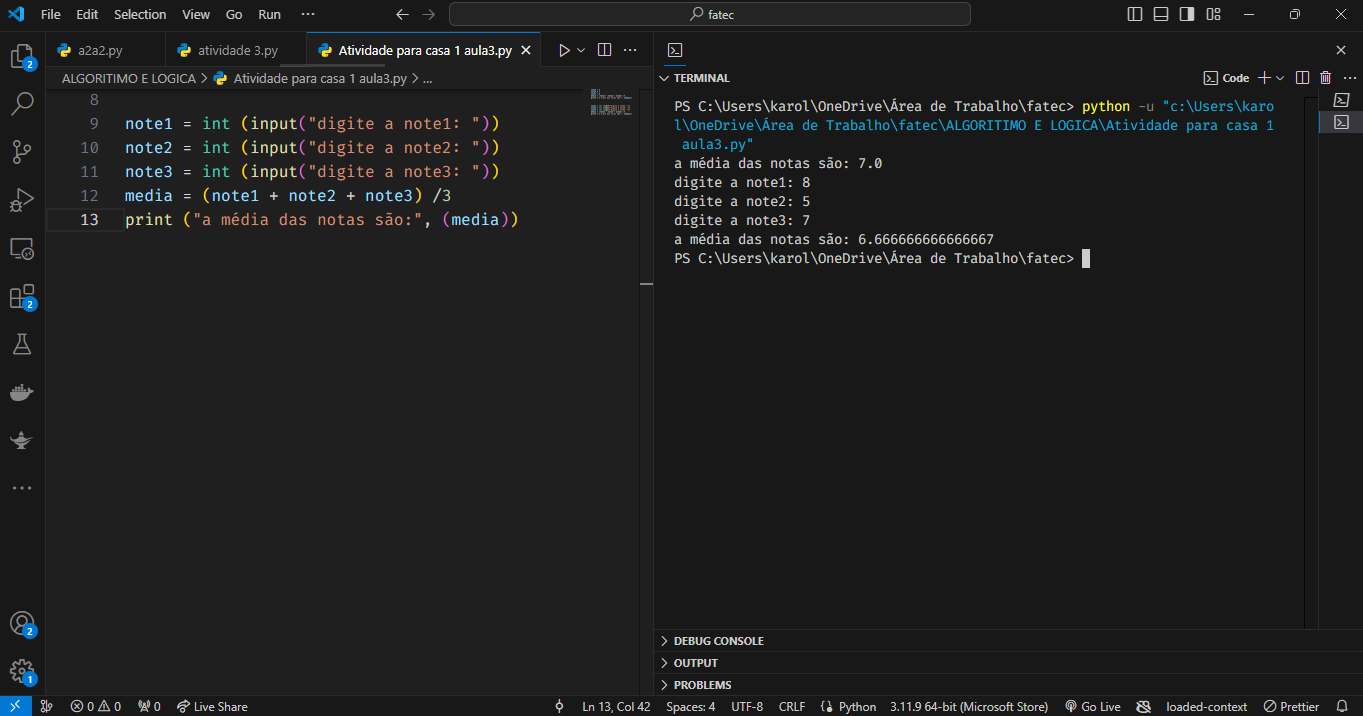 File Edit Selection View Go Run ··· fatec
a2a2.py atividade 3.py Atividade para casa 1 aula3.py
ALGORITIMO E LOGICA > Atividade para casa 1 aula3.py > ...
8
9 note1 = int (input("digite a note1: "))
10 note2 = int (input("digite a note2: "))
11 note3 = int (input("digite a note3: "))
12 media = (note1 + note2 + note3) /3
13 print ("a média das notas são:", (media))
2
2
2
1
TERMINAL Code
PS C:\Users\karol\OneDrive\Área de Trabalho\fatec> python -u "c:\Users\karo
l\OneDrive\Área de Trabalho\fatec\ALGORITIMO E LOGICA\Atividade para casa 1
aula3.py"
a média das notas são: 7.0
digite a note1: 8
digite a note2: 5
digite a note3: 7
a média das notas são: 6.666666666666667
PS C:\Users\karol\OneDrive\Área de Trabalho\fatec>
DEBUG CONSOLE
OUTPUT
PROBLEMS
0 0 0 Live Share Ln 13, Col 42 Spaces: 4 UTF-8 CRLF Python 3.11.9 64-bit (Microsoft Store) Go Live loaded-context Prettier